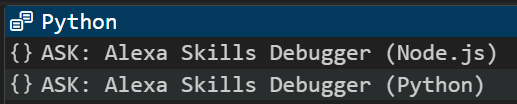 Python
{} ASK: Alexa Skills Debugger (Node.js)
{} ASK: Alexa Skills Debugger (Python)